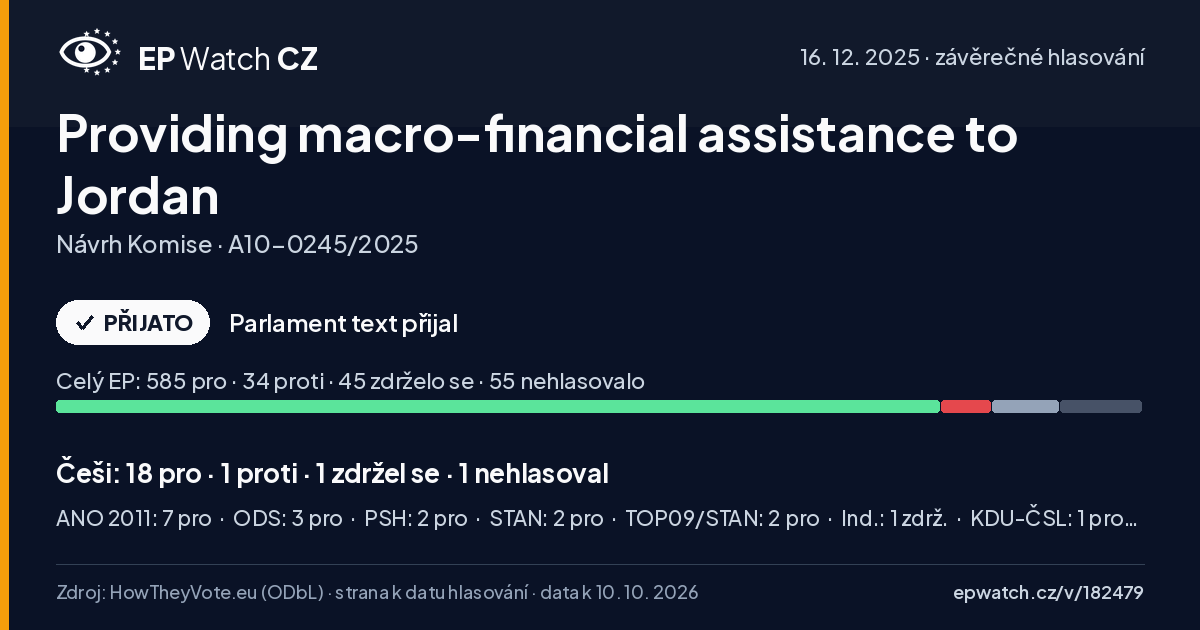 EP Watch CZ
16. 12. 2025 · závěrečné hlasování
Providing macro-financial assistance to
Jordan
Návrh Komise · A10-0245/2025
✓ PŘIJATO
Parlament text přijal
Celý EP: 585 pro · 34 proti · 45 zdrželo se · 55 nehlasovalo
Češi: 18 pro · 1 proti · 1 zdržel se · 1 nehlasoval
ANO 2011: 7 pro · ODS: 3 pro · PSH: 2 pro · STAN: 2 pro · TOP09/STAN: 2 pro · Ind.: 1 zdrž. · KDU-ČSL: 1 pro…
Zdroj: HowTheyVote.eu (ODbL) · strana k datu hlasování · data k 10. 10. 2026
epwatch.cz/v/182479